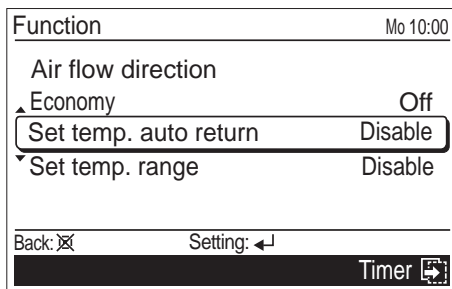 Function Mo 10:00
Air flow direction
Economy Off
Set temp. auto return Disable
Set temp. range Disable
Back: Setting:
Timer